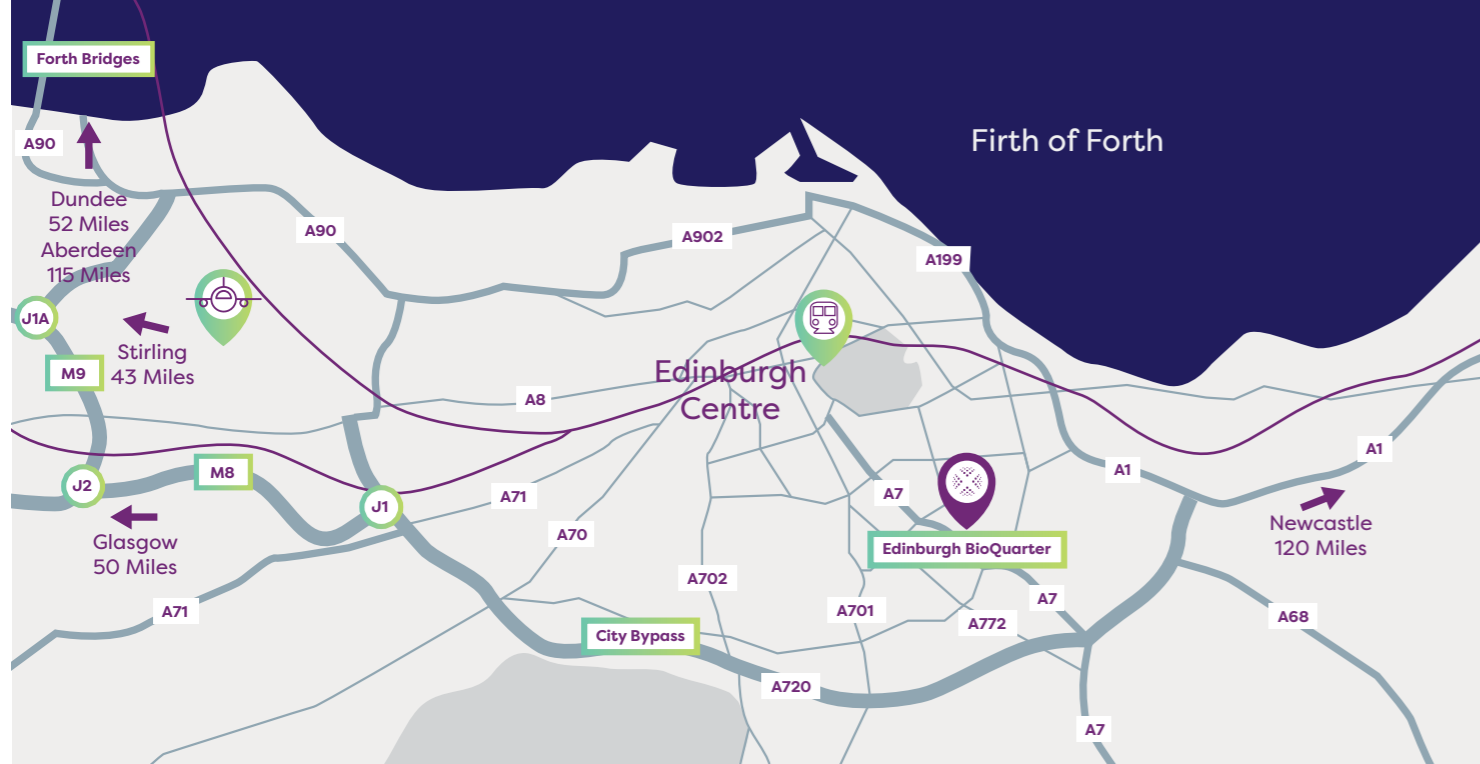 Forth Bridges
Firth of Forth
A90
Dundee
52 Miles
Aberdeen
115 Miles
A90
A902
A199
J1A
Stirling
43 Miles
M9
Edinburgh
Centre
A8
A1
A1
M8
J2
J1
A71
A7
Glasgow
50 Miles
A70
Edinburgh BioQuarter
Newcastle
120 Miles
A702
A7
A71
A701
A772
A68
City Bypass
A720
A7